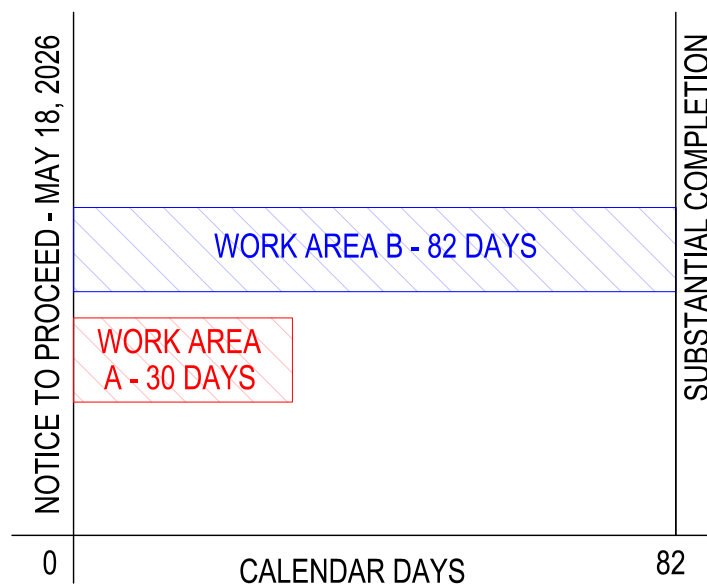 NOTICE TO PROCEED - MAY 18, 2026
WORK AREA B - 82 DAYS
WORK AREA
A - 30 DAYS
SUBSTANTIAL COMPLETION
0
CALENDAR DAYS
82